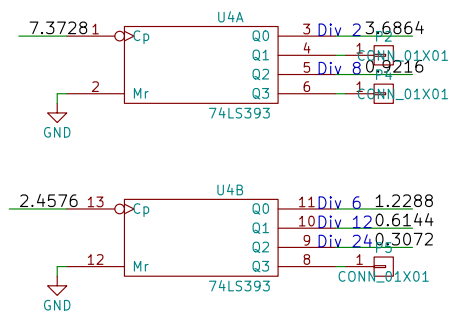 U4A
7.3728 1 Cp Q0 3 Div 2 3.6864
P2
Q1 4 1
CONN_01X01
Q2 5 Div 8 0.9216
P4
2 Mr Q3 6 1
CONN_01X01
74LS393
GND
U4B
2.4576 13 Cp Q0 11 Div 6 1.2288
Q1 10 Div 12 0.6144
Q2 9 Div 24 0.3072
P5
12 Mr Q3 8 1
CONN_01X01
74LS393
GND